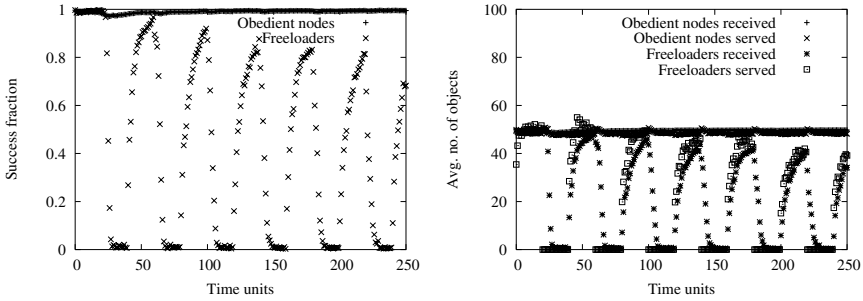 Obedient nodes
Freeloaders
1
0.8
0.6
0.4
0.2
0
0 50 100 150 200 250
Success fraction
Time units
Obedient nodes received
Obedient nodes served
Freeloaders received
Freeloaders served
100
80
60
40
20
0
0 50 100 150 200 250
Avg. no. of objects
Time units